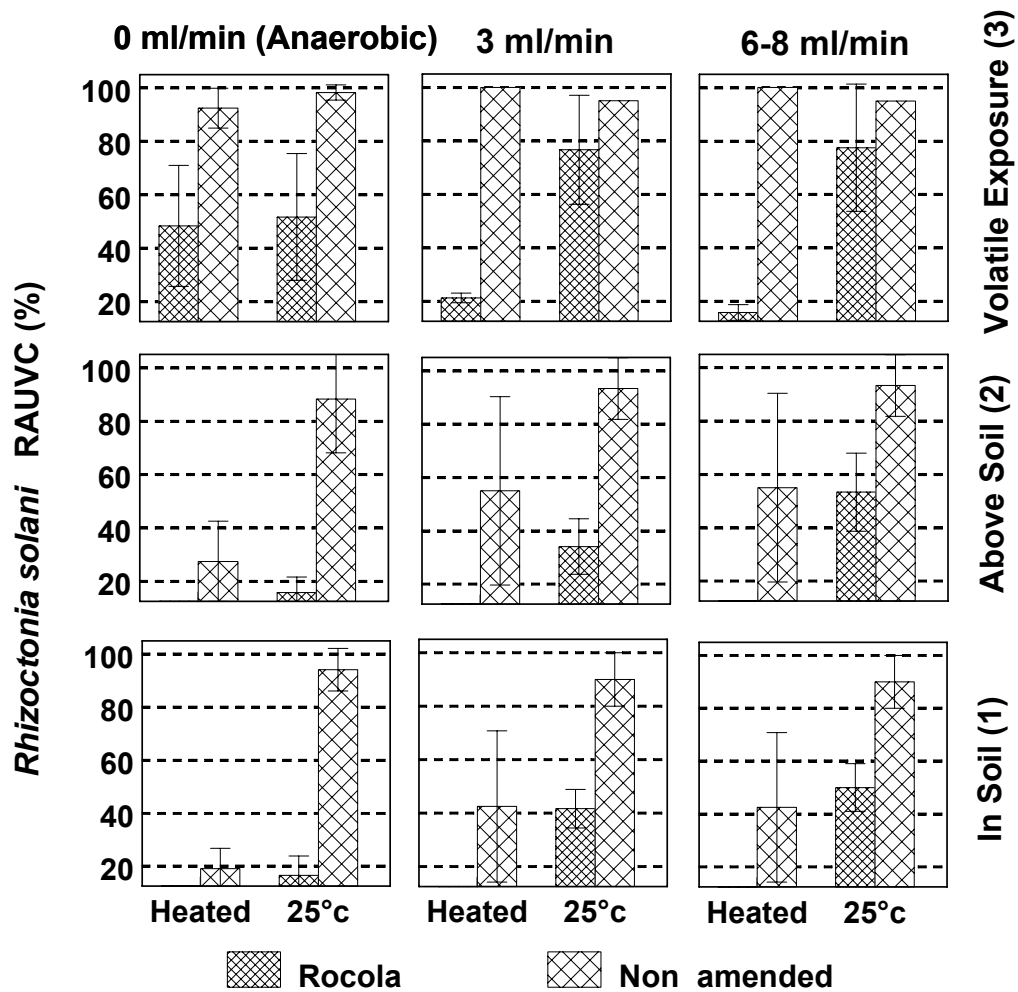 0 ml/min (Anaerobic) 3 ml/min 6-8 ml/min
Volatile Exposure (3)
100
80
60
40
20
Above Soil (2)
100
80
60
40
20
In Soil (1)
100
80
60
40
20
Rhizoctonia solani RAUVC (%)
Heated 25°c Heated 25°c Heated 25°c
Rocola Non amended